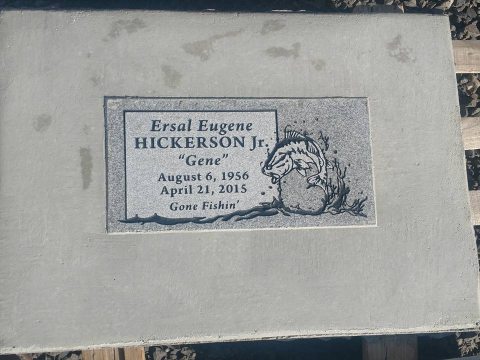 Ersal Eugene
HICKERSON Jr.
"Gene"
August 6, 1956
April 21, 2015
Gone Fishin'